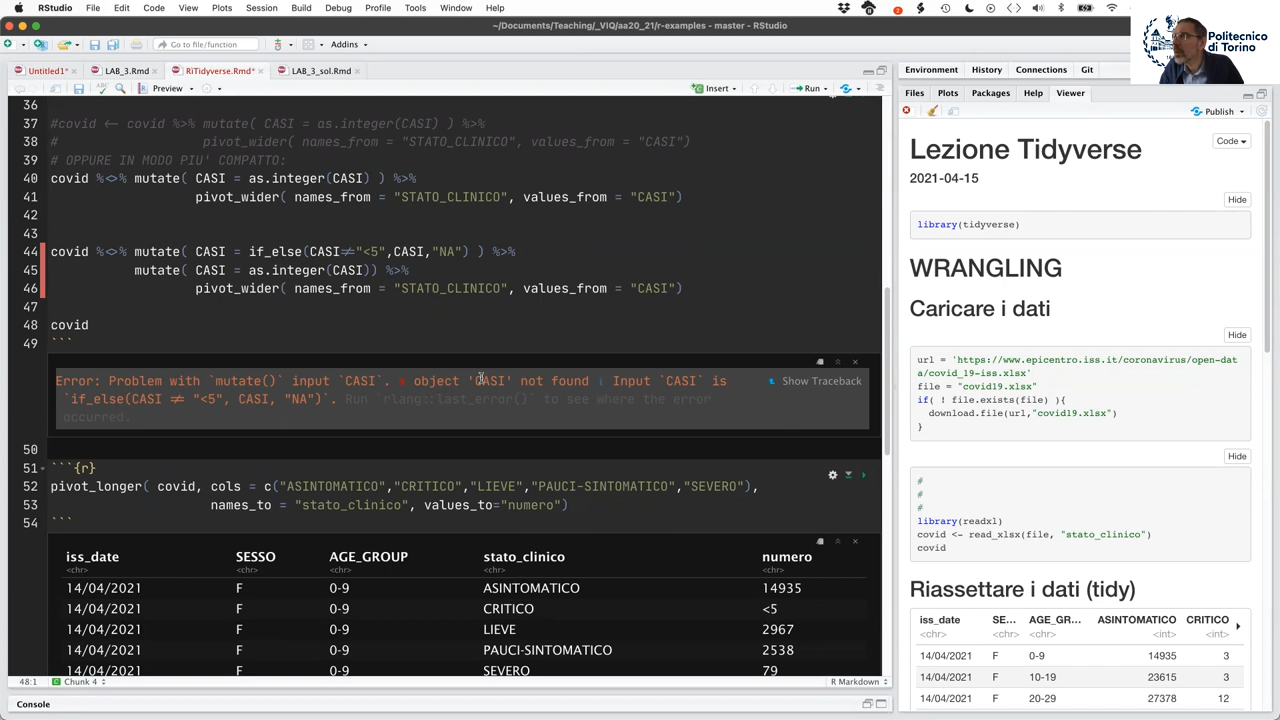 RStudio File Edit Code View Plots Session Build Debug Profile Tools Window Help
~/Documents/Teaching/_VIQ/aa20_21/r-examples - master - RStudio
Go to file/function Addins
Untitled1* LAB_3.Rmd RiTidyverse.Rmd* LAB_3_sol.Rmd
Preview Insert Run
36
37 #covid <- covid %>% mutate( CASI = as.integer(CASI) ) %>%
38 # pivot_wider( names_from = "STATO_CLINICO", values_from = "CASI")
39 # OPPURE IN MODO PIU' COMPATTO:
40 covid %<>% mutate( CASI = as.integer(CASI) ) %>%
41 pivot_wider( names_from = "STATO_CLINICO", values_from = "CASI")
42
43
44 covid %<>% mutate( CASI = if_else(CASI!="<5",CASI,"NA") ) %>%
45 mutate( CASI = as.integer(CASI)) %>%
46 pivot_wider( names_from = "STATO_CLINICO", values_from = "CASI")
47
48 covid
49 ```
Error: Problem with `mutate()` input `CASI`. x object 'CASI' not found i Input `CASI` is
`if_else(CASI != "<5", CASI, "NA")`. Run `rlang::last_error()` to see where the error
occurred.
Show Traceback
50
51 ```{r}
52 pivot_longer( covid, cols = c("ASINTOMATICO","CRITICO","LIEVE","PAUCI-SINTOMATICO","SEVERO"),
53 names_to = "stato_clinico", values_to="numero")
54 ```
iss_date SESSO AGE_GROUP stato_clinico numero
<chr> <chr> <chr> <chr> <chr>
14/04/2021 F 0-9 ASINTOMATICO 14935
14/04/2021 F 0-9 CRITICO <5
14/04/2021 F 0-9 LIEVE 2967
14/04/2021 F 0-9 PAUCI-SINTOMATICO 2538
14/04/2021 F 0-9 SEVERO 79
48:1 Chunk 4 R Markdown
Console
Politecnico
di Torino
Environment History Connections Git
Files Plots Packages Help Viewer
Publish
Lezione Tidyverse
Code
2021-04-15
Hide
library(tidyverse)
WRANGLING
Caricare i dati
Hide
url = 'https://www.epicentro.iss.it/coronavirus/open-dat
a/covid_19-iss.xlsx'
file = "covid19.xlsx"
if( ! file.exists(file) ){
download.file(url,"covid19.xlsx")
}
Hide
#
#
#
library(readxl)
covid <- read_xlsx(file, "stato_clinico")
covid
Riassettare i dati (tidy)
iss_date SE... AGE_GR... ASINTOMATICO CRITICO
<chr> <chr> <chr> <int> <int>
14/04/2021 F 0-9 14935 3
14/04/2021 F 10-19 23615 3
14/04/2021 F 20-29 27378 12